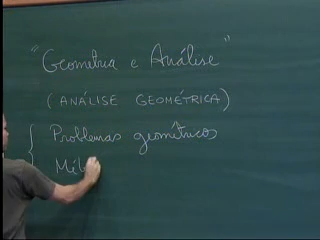 "Geometria e Análise"
(ANÁLISE GEOMÉTRICA)
Problemas geométricos